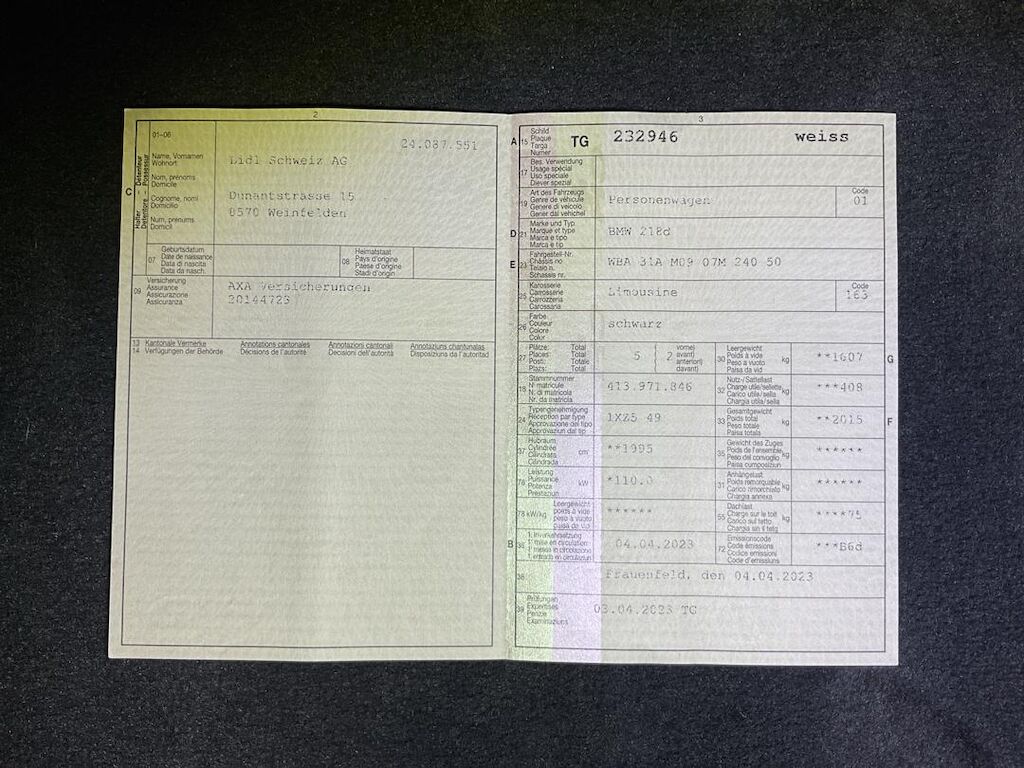 2
01–06
24.087.551
Halter Détenteur
Detentore Possessur
C
Name, Vornamen
Wohnort
Nom, prénoms
Domicile
Cognome, nomi
Domicilio
Num, prenums
Domicil
Lidl Schweiz AG
Dunantstrasse 15
8570 Weinfelden
07
Geburtsdatum
Date de naissance
Data di nascita
Data da nasch.
08
Heimatstaat
Pays d'origine
Paese d'origine
Stadi d'origin
09
Versicherung
Assurance
Assicurazione
Assicuranza
AXA Versicherungen
20144723
13 Kantonale Vermerke Annotations cantonales Annotazioni cantonali Annotaziuns chantunalas
14 Verfügungen der Behörde Décisions de l'autorité Decisioni dell'autorità Disposiziuns da l'autoritad
3
A 15
Schild
Plaque
Targa
Numer
TG 232946 weiss
17
Bes. Verwendung
Usage spécial
Uso speciale
Diever spezial
19
Art des Fahrzeugs
Genre de véhicule
Genere di veicolo
Gener dal vehichel
Personenwagen
Code
01
D 21
Marke und Typ
Marque et type
Marca e tipo
Marca e tip
BMW 218d
E 23
Fahrgestell-Nr.
Châssis no
Telaio n.
Schassis nr.
WBA 31A M09 07M 240 50
25
Karosserie
Carrosserie
Carrozzeria
Carossaria
Limousine
Code
163
26
Farbe
Couleur
Colore
Color
schwarz
27
Plätze: Total
Places: Total
Posti: Totale
Plazs: Total
5
2
vorne)
avant)
anteriori)
davant)
30
Leergewicht
Poids à vide
Peso a vuoto
Paisa da vid
kg
**1607
G
18
Stammnummer
N° matricule
N. di matricola
Nr. da matricla
413.971.846
32
Nutz-/Sattellast
Charge utile/sellette
Carico utile/sella
Chargia utila/sella
kg
***408
24
Typengenehmigung
Réception par type
Approvazione del tipo
Approvaziun dal tip
1XZ5 49
33
Gesamtgewicht
Poids total
Peso totale
Paisa totala
kg
**2015
F
37
Hubraum
Cylindrée
Cilindrata
Cilindrada
cm³
**1995
35
Gewicht des Zuges
Poids de l'ensemble
Peso del convoglio
Paisa cumposiziun
kg
******
76
Leistung
Puissance
Potenza
Prestaziun
kW
*110.0
31
Anhängelast
Poids remorquable
Carico rimorchiato
Chargia annexa
kg
******
78 kW/kg
Leergewicht
poids à vide
peso a vuoto
paisa da vid
******
55
Dachlast
Charge sur le toit
Carico sul tetto
Chargia sin il tetg
kg
****75
B 36
1. Inverkehrsetzung
1re mise en circulation
1a messa in circolazione
1. entrada en circulaziun
04.04.2023
72
Emissionscode
Code émissions
Codice emissioni
Code d'emissiuns
***B6d
38
Frauenfeld, den 04.04.2023
39
Prüfungen
Expertises
Perizie
Examinaziuns
03.04.2023 TG